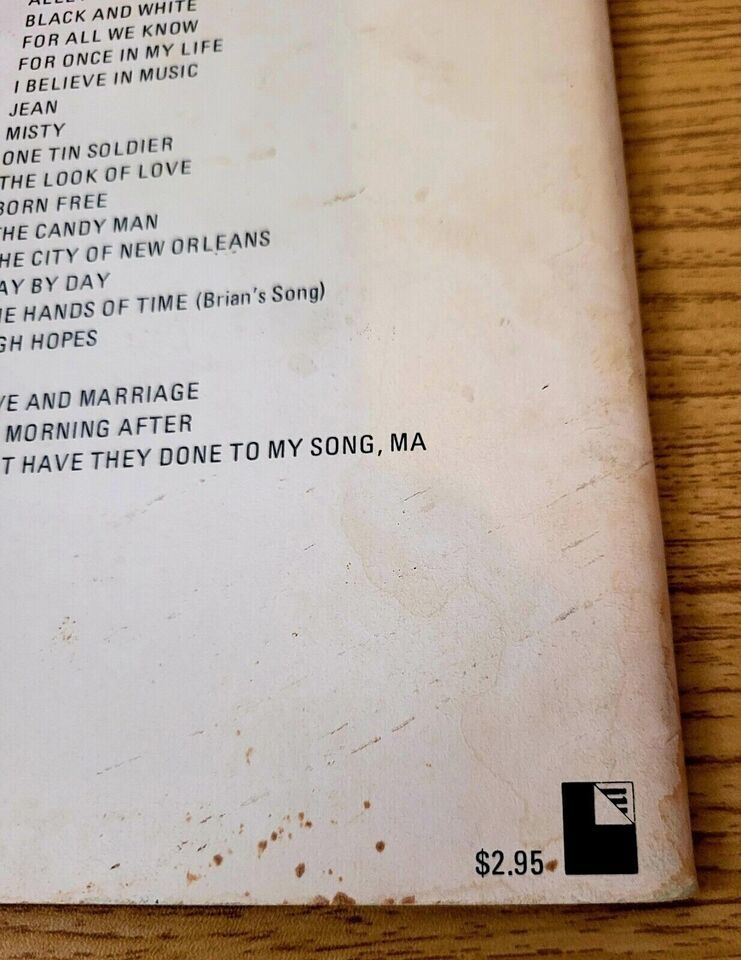 BLACK AND WHITE
FOR ALL WE KNOW
FOR ONCE IN MY LIFE
I BELIEVE IN MUSIC
JEAN
MISTY
ONE TIN SOLDIER
THE LOOK OF LOVE
BORN FREE
THE CANDY MAN
HE CITY OF NEW ORLEANS
AY BY DAY
HE HANDS OF TIME (Brian's Song)
GH HOPES
VE AND MARRIAGE
MORNING AFTER
T HAVE THEY DONE TO MY SONG, MA
$2.95